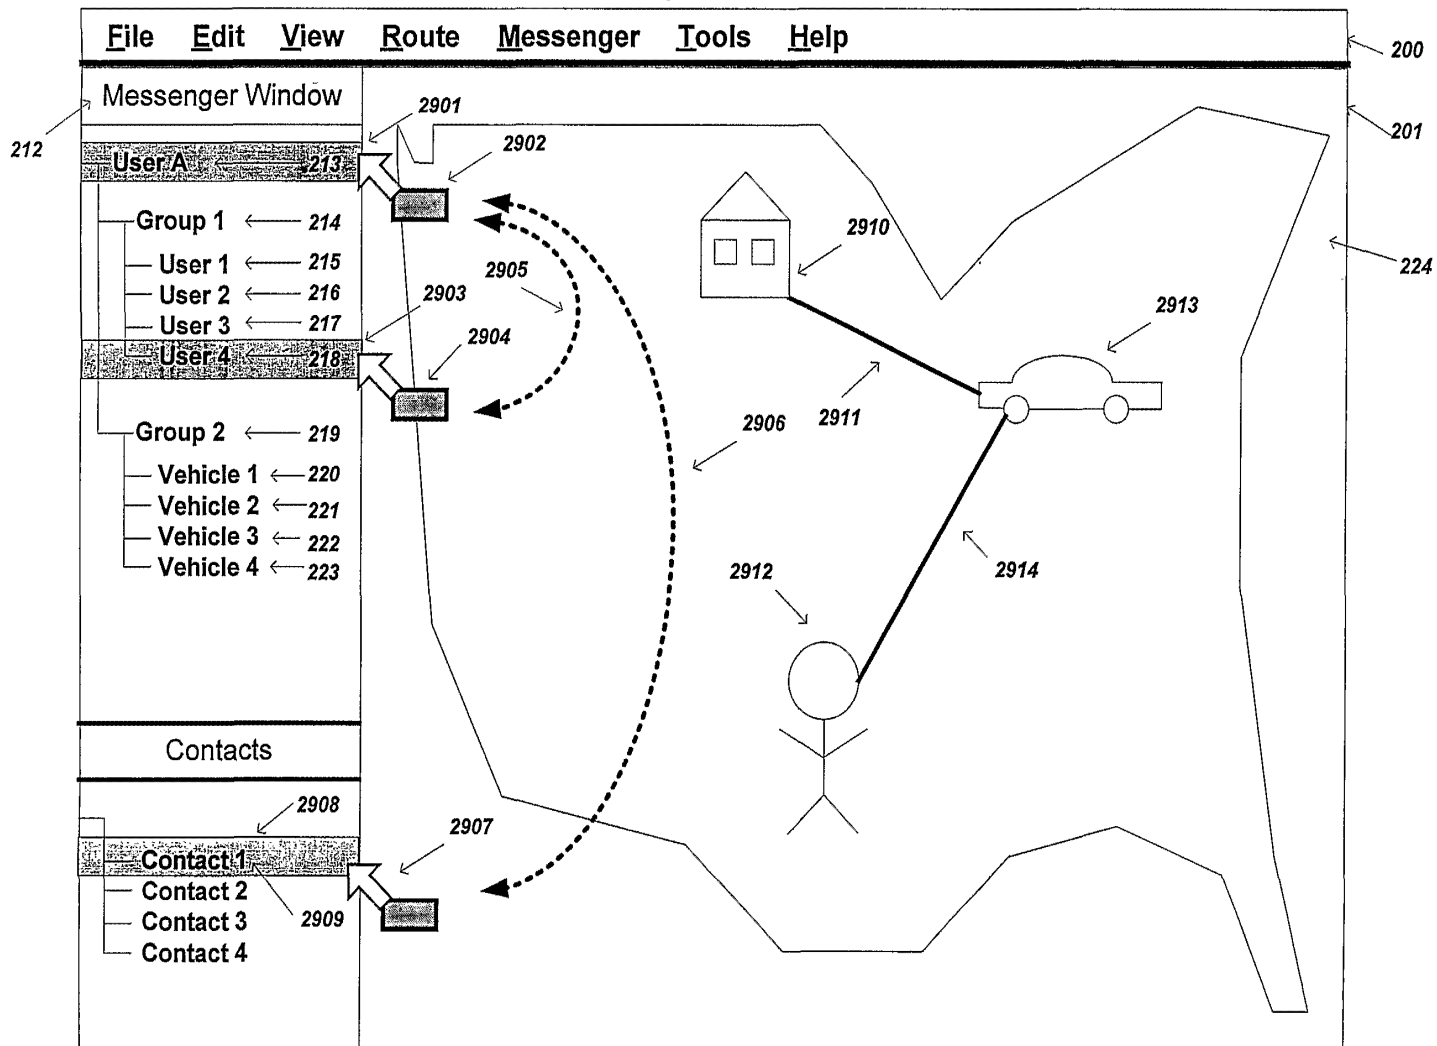 File Edit View Route Messenger Tools Help
200
Messenger Window
2901
201
212
2902
User A 213
Group 1 214
2910
User 1 215
2905
224
User 2 216
2903
2913
User 3 217
2904
User 4 218
2911
2906
Group 2 219
Vehicle 1 220
Vehicle 2 221
Vehicle 3 222
Vehicle 4 223
2912
2914
Contacts
2908
2907
Contact 1
Contact 2
2909
Contact 3
Contact 4